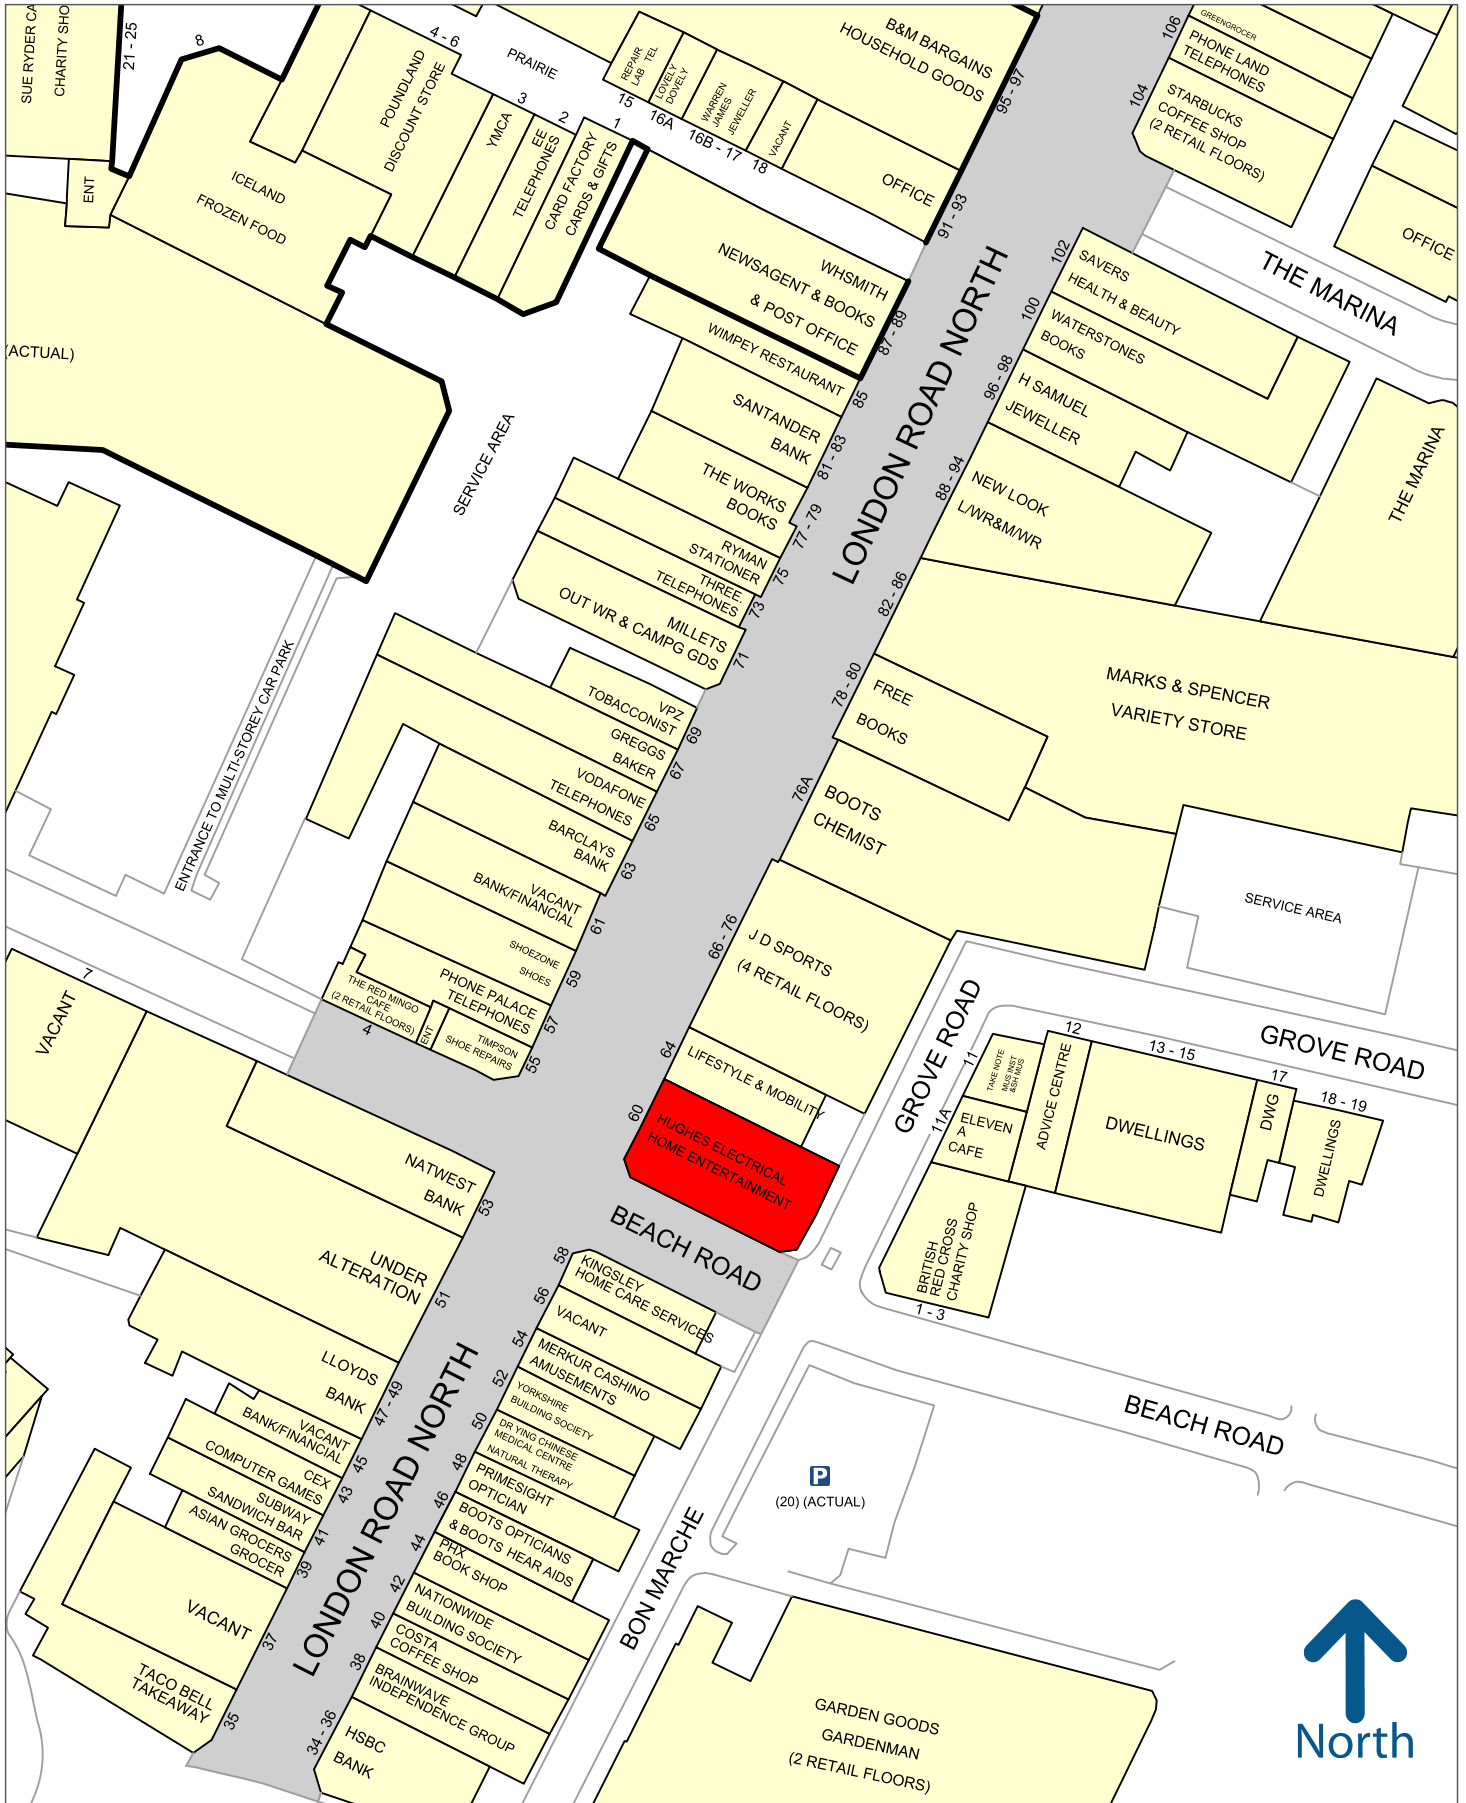 SUE RYDER CA
CHARITY SHO
21 - 25
8
4 - 6
PRAIRIE
POUNDLAND
DISCOUNT STORE
3
2
1
YMCA
EE
TELEPHONES
CARD FACTORY
CARDS & GIFTS
ENT
ICELAND
FROZEN FOOD
REPAIR
LAB TEL
LOVELY
DOVELY
WARREN
JAMES
JEWELLER
VACANT
15
16A
16B - 17
18
B&M BARGAINS
HOUSEHOLD GOODS
95 - 97
OFFICE
91 - 93
106
GREENGROCER
PHONE LAND
TELEPHONES
104
STARBUCKS
COFFEE SHOP
(2 RETAIL FLOORS)
OFFICE
THE MARINA
WHSMITH
NEWSAGENT & BOOKS
& POST OFFICE
87 - 89
LONDON ROAD NORTH
102
SAVERS
HEALTH & BEAUTY
100
WATERSTONES
BOOKS
96 - 98
H SAMUEL
JEWELLER
88 - 94
NEW LOOK
L/WR&M/WR
THE MARINA
(ACTUAL)
SERVICE AREA
WIMPEY RESTAURANT
85
SANTANDER
BANK
81 - 83
THE WORKS
BOOKS
77 - 79
RYMAN
STATIONER
75
THREE.
TELEPHONES
73
MILLETS
OUT WR & CAMPG GDS
71
82 - 86
MARKS & SPENCER
VARIETY STORE
78 - 80
FREE
BOOKS
76A
BOOTS
CHEMIST
ENTRANCE TO MULTI-STOREY CAR PARK
VPZ
TOBACCONIST
69
GREGGS
BAKER
67
VODAFONE
TELEPHONES
65
BARCLAYS
BANK
63
VACANT
BANK/FINANCIAL
61
SHOEZONE
SHOES
59
PHONE PALACE
TELEPHONES
57
TIMPSON
SHOE REPAIRS
55
ENT
THE RED MINGO
CAFE
(2 RETAIL FLOORS)
4
66 - 76
J D SPORTS
(4 RETAIL FLOORS)
SERVICE AREA
GROVE ROAD
GROVE ROAD
64
LIFESTYLE & MOBILITY
60
HUGHES ELECTRICAL
HOME ENTERTAINMENT
11
TAKE NOTE
MUS INST
&SH MUS
11A
ELEVEN
A
CAFE
12
ADVICE CENTRE
13 - 15
DWELLINGS
17
DWG
18 - 19
DWELLINGS
BRITISH
RED CROSS
CHARITY SHOP
1 - 3
7
VACANT
NATWEST
BANK
53
UNDER
ALTERATION
51
LLOYDS
BANK
47 - 49
VACANT
BANK/FINANCIAL
45
CEX
COMPUTER GAMES
43
SUBWAY
SANDWICH BAR
41
ASIAN GROCERS
GROCER
39
VACANT
37
TACO BELL
TAKEAWAY
35
LONDON ROAD NORTH
BEACH ROAD
58
KINGSLEY
HOME CARE SERVICES
56
VACANT
54
MERKUR CASHINO
AMUSEMENTS
52
YORKSHIRE
BUILDING SOCIETY
50
DR YING CHINESE
MEDICAL CENTRE
NATURAL THERAPY
48
PRIMESIGHT
OPTICIAN
46
BOOTS OPTICIANS
& BOOTS HEAR AIDS
44
PHX
BOOK SHOP
42
NATIONWIDE
BUILDING SOCIETY
40
COSTA
COFFEE SHOP
38
BRAINWAVE
INDEPENDENCE GROUP
34 - 36
HSBC
BANK
BON MARCHE
BEACH ROAD
P
(20) (ACTUAL)
GARDEN GOODS
GARDENMAN
(2 RETAIL FLOORS)
North